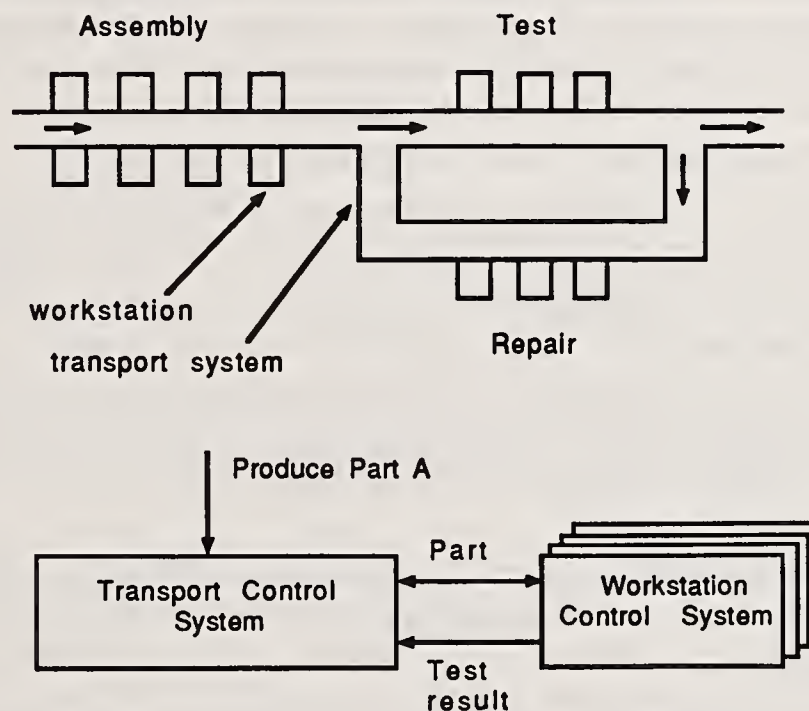 Assembly
Test
workstation
transport system
Repair
Produce Part A
Transport Control
System
Part
Workstation
Control System
Test
result